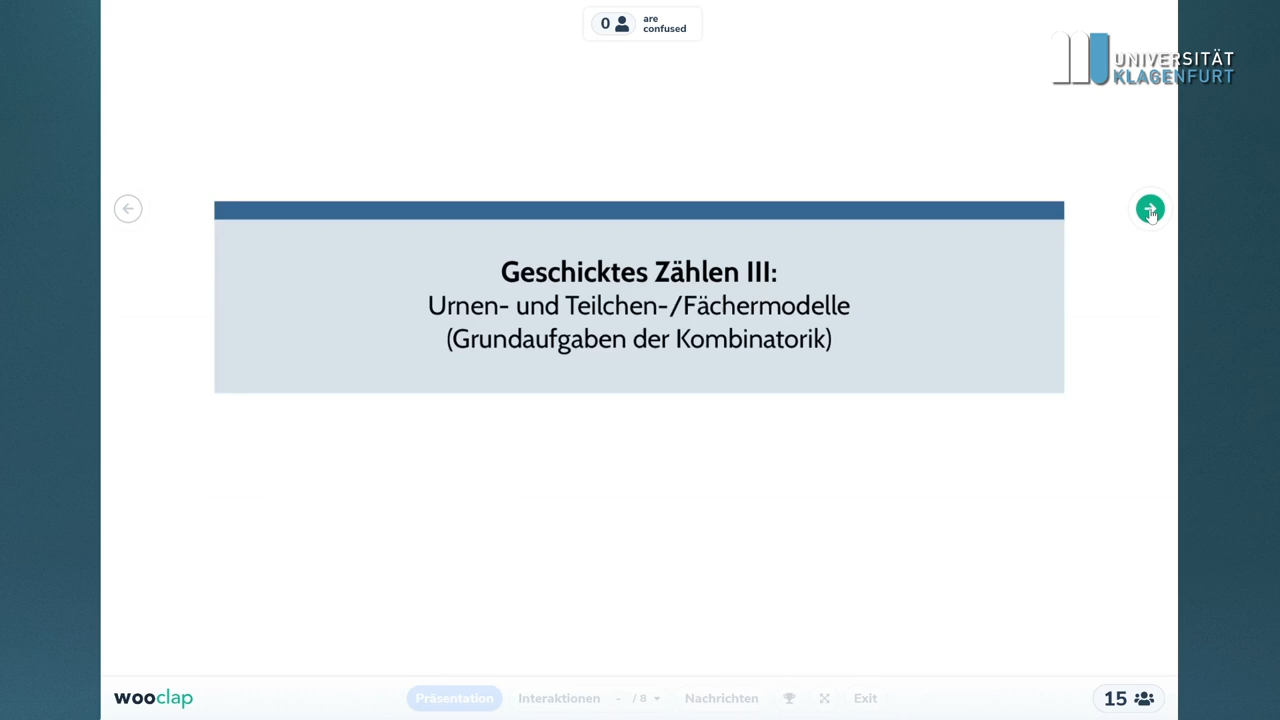 0
are
confused
UNIVERSITÄT
KLAGENFURT
Geschicktes Zählen III:
Urnen- und Teilchen-/Fächermodelle
(Grundaufgaben der Kombinatorik)
wooclap
Präsentation
Interaktionen
- / 8
Nachrichten
Exit
15